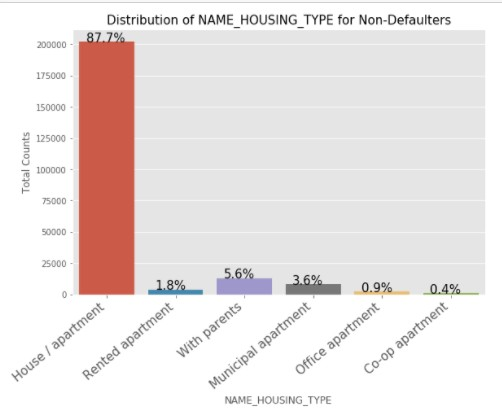 Distribution of NAME_HOUSING_TYPE for Non-Defaulters
200000
175000
150000
125000
100000
75000
50000
25000
0
Total Counts
87.7%
1.8%
5.6%
3.6%
0.9%
0.4%
House / apartment
Rented apartment
With parents
Municipal apartment
Office apartment
Co-op apartment
NAME_HOUSING_TYPE